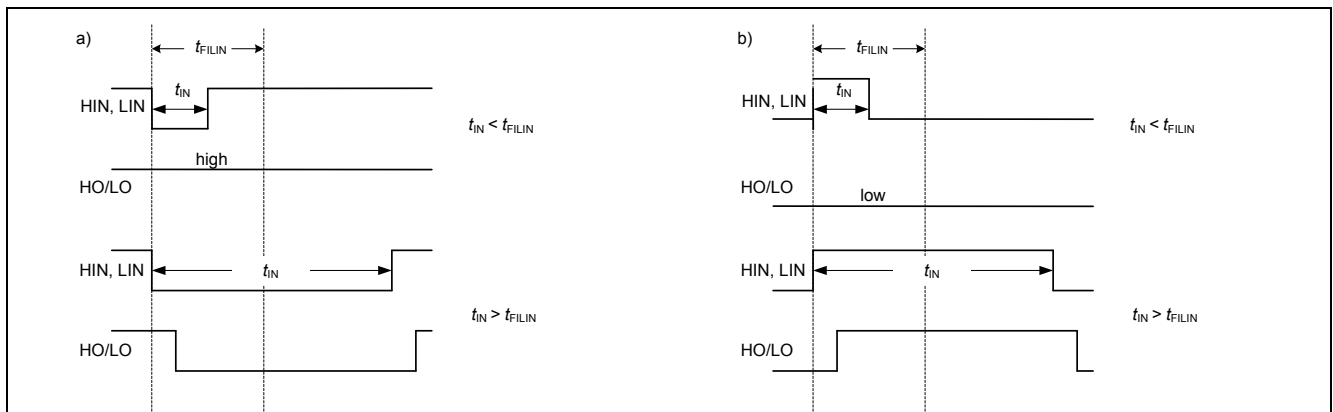 a)
tFILIN
tIN
HIN, LIN
tIN < tFILIN
high
HO/LO
HIN, LIN
tIN
tIN > tFILIN
HO/LO
b)
tFILIN
tIN
HIN, LIN
tIN < tFILIN
HO/LO
low
HIN, LIN
tIN
tIN > tFILIN
HO/LO